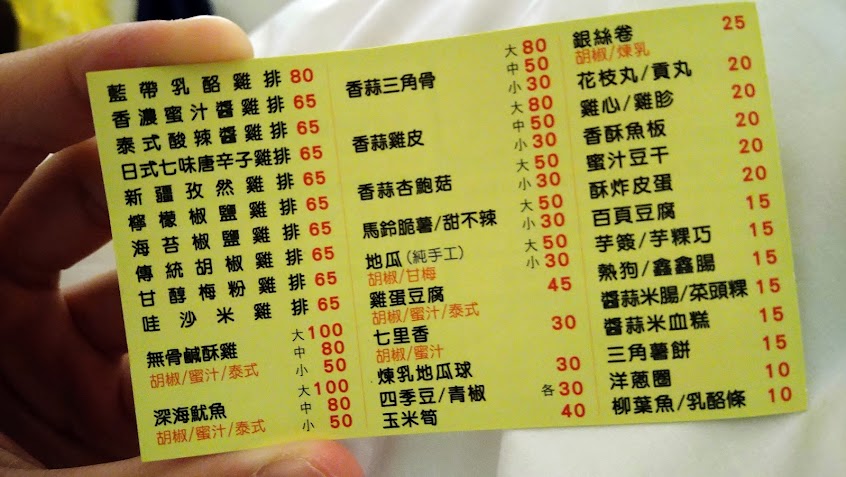 藍帶乳酪雞排 80
香濃蜜汁醬雞排 65
泰式酸辣醬雞排 65
日式七味唐辛子雞排 65
新疆孜然雞排 65
檸檬椒鹽雞排 65
海苔椒鹽雞排 65
傳統胡椒雞排 65
甘醇梅粉雞排 65
哇沙米雞排 65
無骨鹹酥雞 大 100
中 80
胡椒/蜜汁/泰式 小 50
深海魷魚 大 100
中 80
胡椒/蜜汁/泰式 小 50
香蒜三角骨 大 80
中 50
小 30
香蒜雞皮 大 80
中 50
小 30
香蒜杏鮑菇 大 50
小 30
馬鈴脆薯/甜不辣 大 50
小 30
地瓜(純手工) 大 50
胡椒/甘梅 小 30
雞蛋豆腐 45
胡椒/蜜汁/泰式
七里香 30
胡椒/蜜汁
煉乳地瓜球 30
四季豆/青椒 各 30
玉米筍 40
銀絲卷 25
胡椒/煉乳
花枝丸/貢丸 20
雞心/雞胗 20
香酥魚板 20
蜜汁豆干 20
酥炸皮蛋 20
百頁豆腐 15
芋簽/芋粿巧 15
熱狗/鑫鑫腸 15
醬蒜米腸/菜頭粿 15
醬蒜米血糕 15
三角薯餅 15
洋蔥圈 10
柳葉魚/乳酪條 10